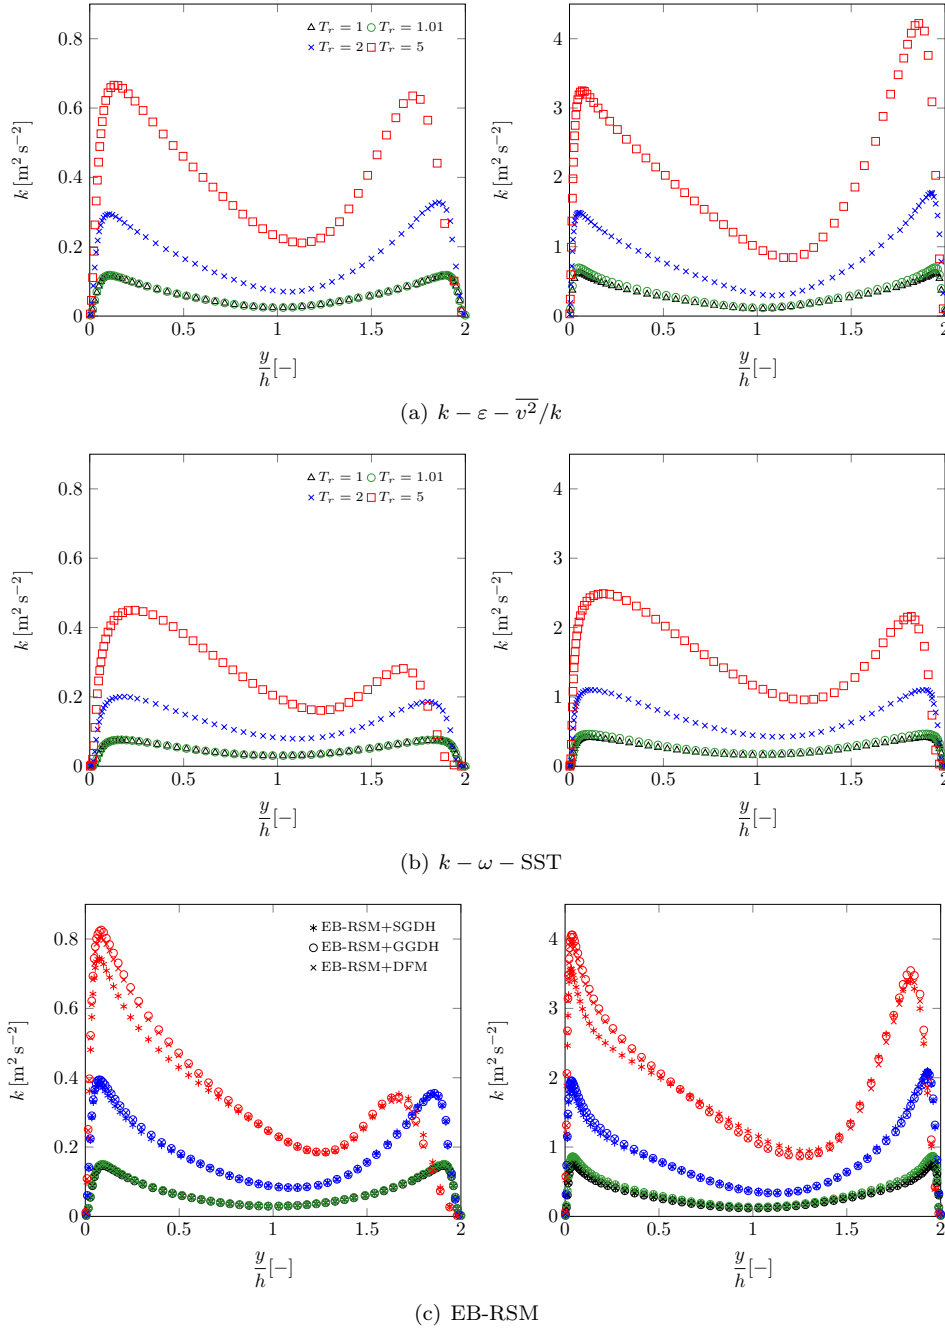 0.8
0.6
0.4
0.2
0
k [m² s⁻²]
T_r = 1 T_r = 1.01
T_r = 2 T_r = 5
0 0.5 1 1.5 2
y/h [−]
4
3
2
1
0
k [m² s⁻²]
0 0.5 1 1.5 2
y/h [−]
(a) k − ε − \overline{v²}/k
0.8
0.6
0.4
0.2
0
k [m² s⁻²]
T_r = 1 T_r = 1.01
T_r = 2 T_r = 5
0 0.5 1 1.5 2
y/h [−]
4
3
2
1
0
k [m² s⁻²]
0 0.5 1 1.5 2
y/h [−]
(b) k − ω − SST
0.8
0.6
0.4
0.2
0
k [m² s⁻²]
EB-RSM+SGDH
EB-RSM+GGDH
EB-RSM+DFM
0 0.5 1 1.5 2
y/h [−]
4
3
2
1
0
k [m² s⁻²]
0 0.5 1 1.5 2
y/h [−]
(c) EB-RSM